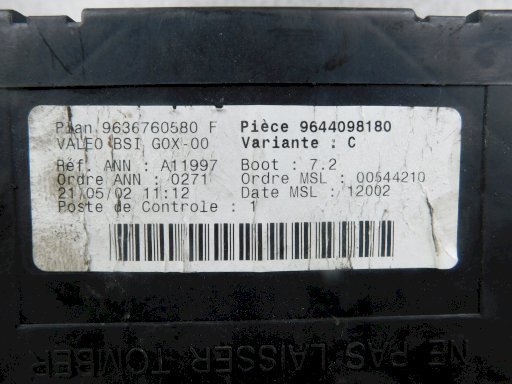 Plan 9636760580 F Pièce 9644098180
VALEO BSI G0X-00 Variante : C
Réf. ANN : A11997 Boot : 7.2
Ordre ANN : 0271 Ordre MSL : 00544210
21/05/02 11:12 Date MSL : 12002
Poste de Controle : 1
NE PAS LAISSER TOMBER